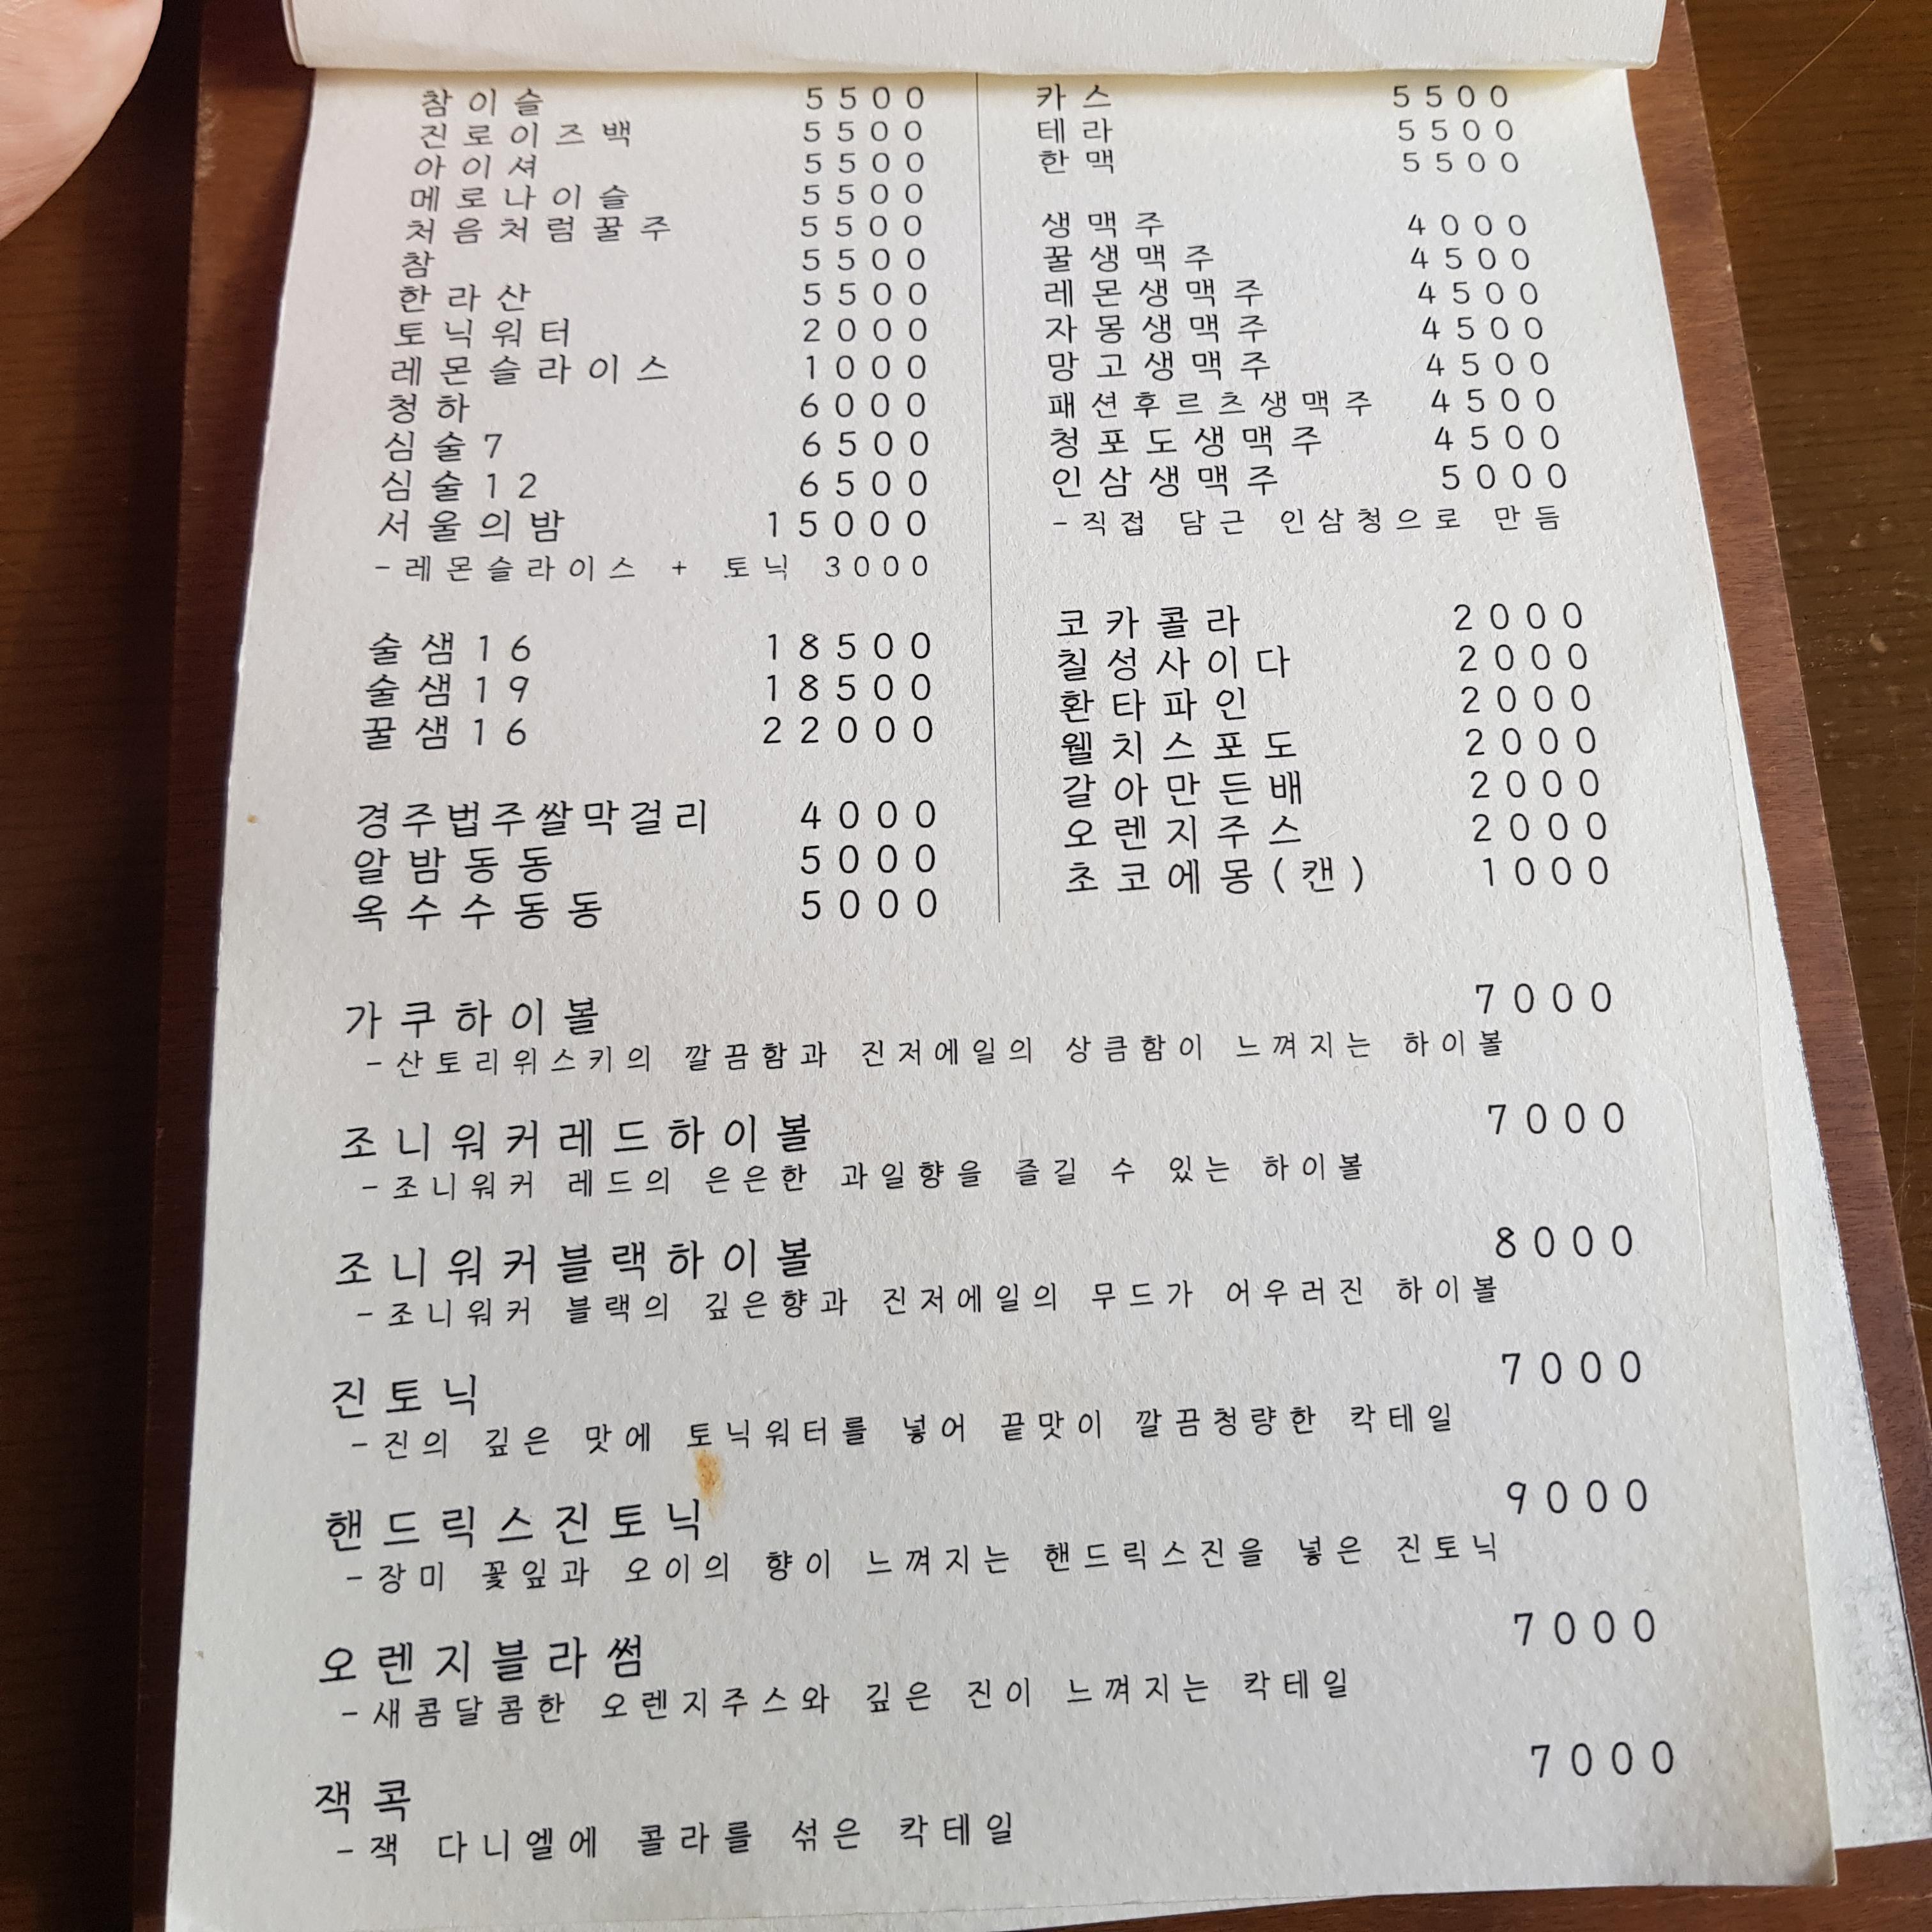 참이슬 5500
진로이즈백 5500
아이셔 5500
메로나이슬 5500
처음처럼꿀주 5500
참 5500
한라산 5500
토닉워터 2000
레몬슬라이스 1000
청하 6000
심술7 6500
심술12 6500
서울의밤 15000
-레몬슬라이스 + 토닉 3000
술샘16 18500
술샘19 18500
꿀샘16 22000
경주법주쌀막걸리 4000
알밤동동 5000
옥수수동동 5000
카스 5500
테라 5500
한맥 5500
생맥주 4000
꿀생맥주 4500
레몬생맥주 4500
자몽생맥주 4500
망고생맥주 4500
패션후르츠생맥주 4500
청포도생맥주 4500
인삼생맥주 5000
-직접 담근 인삼청으로 만듬
코카콜라 2000
칠성사이다 2000
환타파인 2000
웰치스포도 2000
갈아만든배 2000
오렌지주스 2000
초코에몽(캔) 1000
가쿠하이볼 7000
-산토리위스키의 깔끔함과 진저에일의 상큼함이 느껴지는 하이볼
조니워커레드하이볼 7000
-조니워커 레드의 은은한 과일향을 즐길 수 있는 하이볼
조니워커블랙하이볼 8000
-조니워커 블랙의 깊은향과 진저에일의 무드가 어우러진 하이볼
진토닉 7000
-진의 깊은 맛에 토닉워터를 넣어 끝맛이 깔끔청량한 칵테일
핸드릭스진토닉 9000
-장미 꽃잎과 오이의 향이 느껴지는 핸드릭스진을 넣은 진토닉
오렌지블라썸 7000
-새콤달콤한 오렌지주스와 깊은 진이 느껴지는 칵테일
잭콕 7000
-잭 다니엘에 콜라를 섞은 칵테일